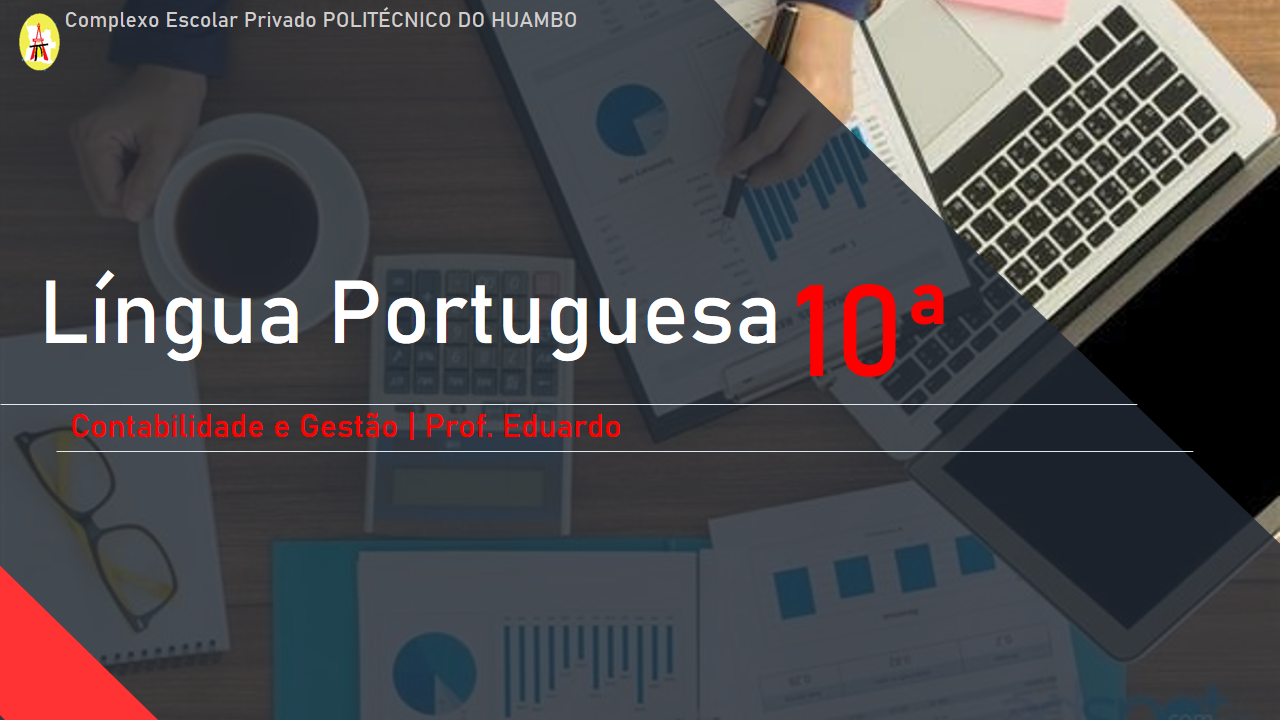 Complexo Escolar Privado POLITÉCNICO DO HUAMBO
Língua Portuguesa 10ª
Contabilidade e Gestão | Prof. Eduardo